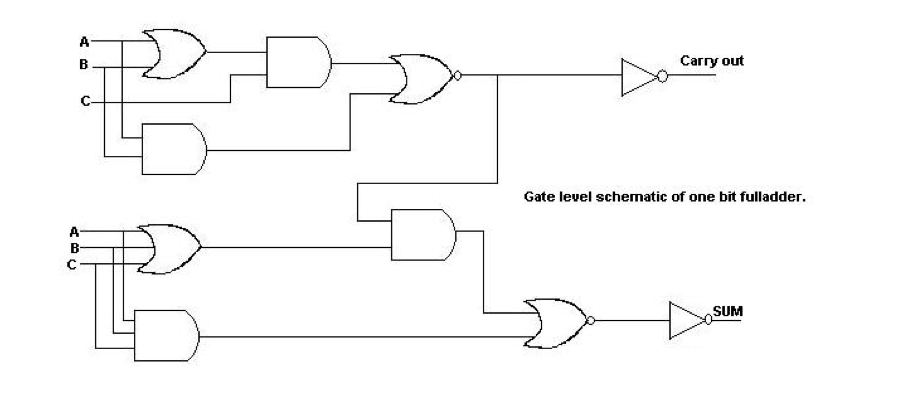 A
B
C
Carry out
Gate level schematic of one bit fulladder.
A
B
C
SUM